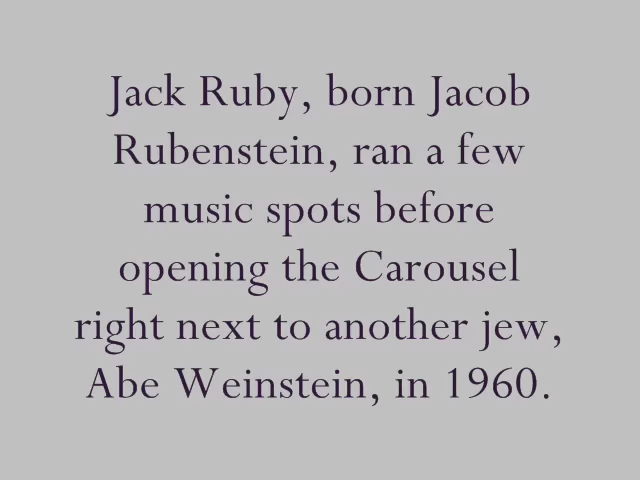 Jack Ruby, born Jacob
Rubenstein, ran a few
music spots before
opening the Carousel
right next to another jew,
Abe Weinstein, in 1960.